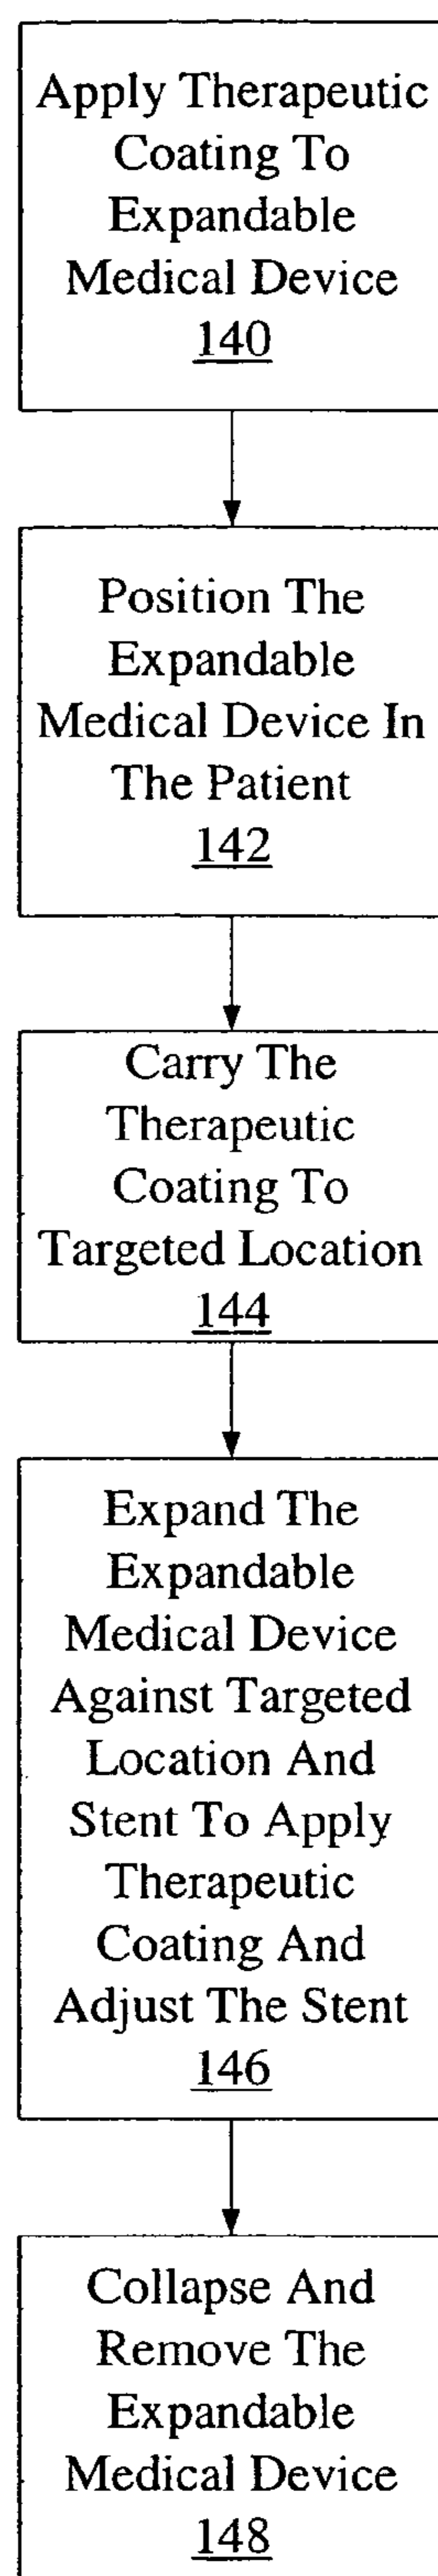 Apply Therapeutic
Coating To
Expandable
Medical Device
140
Position The
Expandable
Medical Device In
The Patient
142
Carry The
Therapeutic
Coating To
Targeted Location
144
Expand The
Expandable
Medical Device
Against Targeted
Location And
Stent To Apply
Therapeutic
Coating And
Adjust The Stent
146
Collapse And
Remove The
Expandable
Medical Device
148